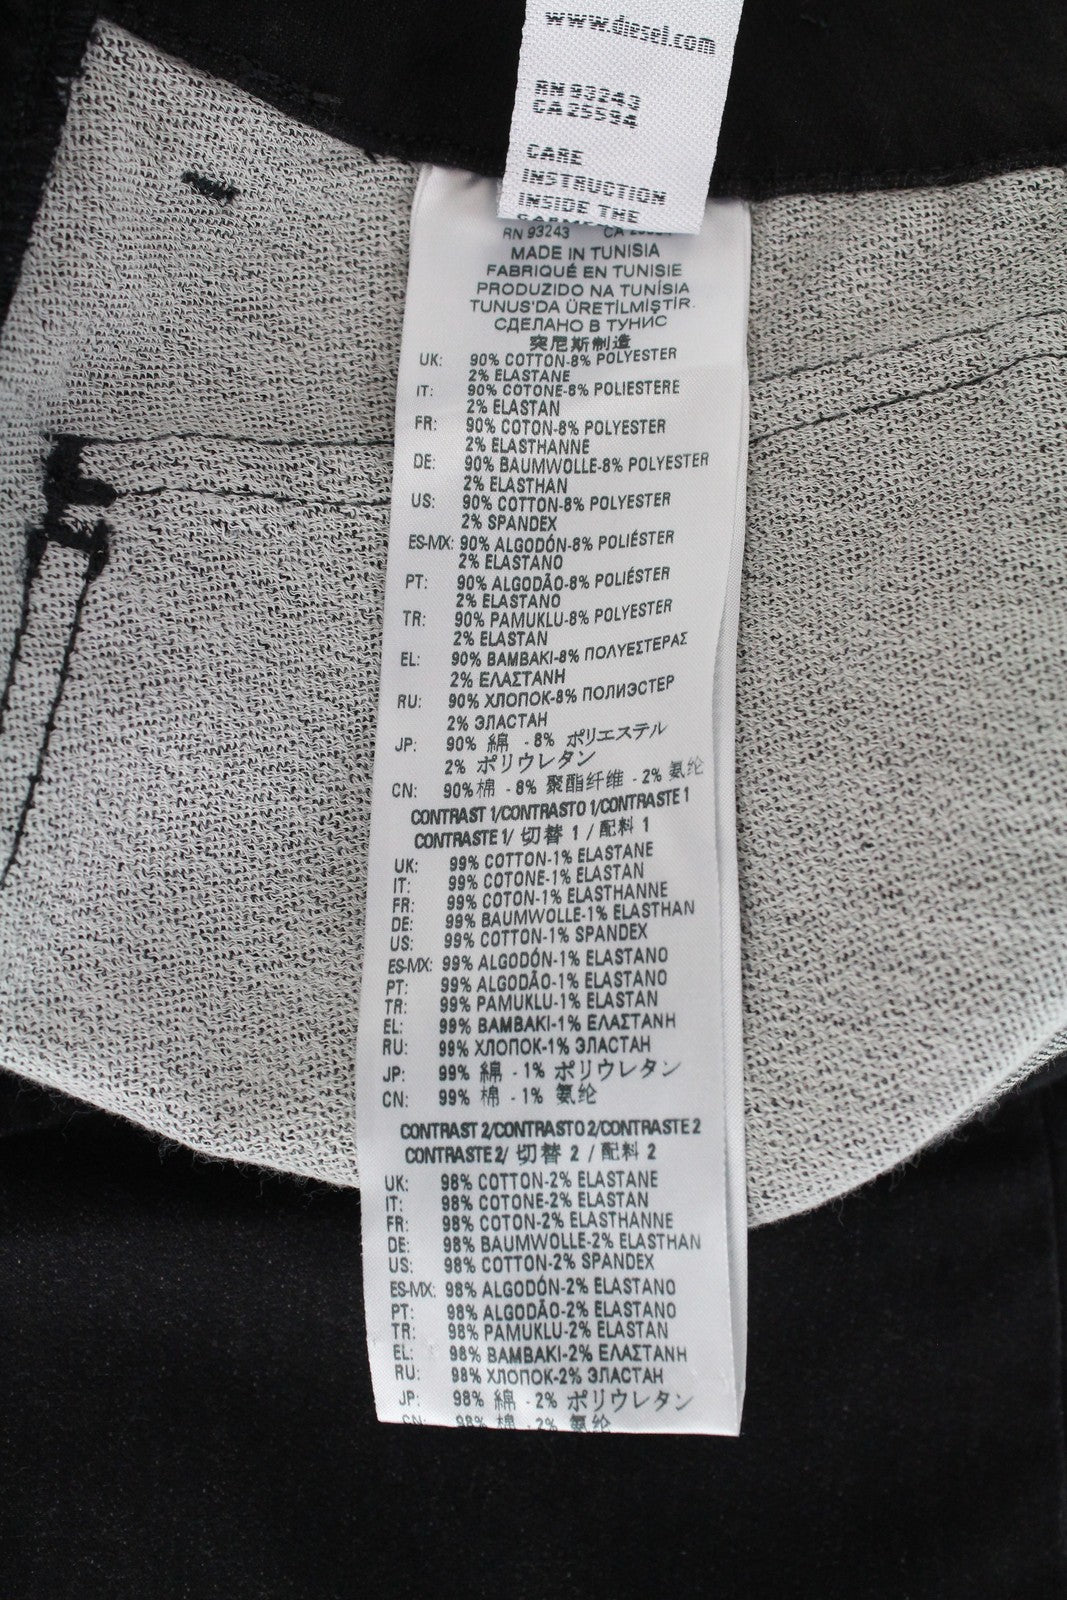 www.diesel.com
RN 93243
CA 25594
CARE
INSTRUCTION
INSIDE THE
RN 93243 CA
MADE IN TUNISIA
FABRIQUÉ EN TUNISIE
PRODUZIDO NA TUNÍSIA
TUNUS'DA ÜRETİLMİŞTİR.
СДЕЛАНО В ТУНИС
突尼斯制造
UK: 90% COTTON-8% POLYESTER
2% ELASTANE
IT: 90% COTONE-8% POLIESTERE
2% ELASTAN
FR: 90% COTON-8% POLYESTER
2% ELASTHANNE
DE: 90% BAUMWOLLE-8% POLYESTER
2% ELASTHAN
US: 90% COTTON-8% POLYESTER
2% SPANDEX
ES-MX: 90% ALGODÓN-8% POLIÉSTER
2% ELASTANO
PT: 90% ALGODÃO-8% POLIÉSTER
2% ELASTANO
TR: 90% PAMUKLU-8% POLYESTER
2% ELASTAN
EL: 90% ΒΑΜΒΑΚΙ-8% ΠΟΛΥΕΣΤΕΡΑΣ
2% ΕΛΑΣΤΑΝΗ
RU: 90% ХЛОПОК-8% ПОЛИЭСТЕР
2% ЭЛАСТАН
JP: 90% 綿 - 8% ポリエステル
2% ポリウレタン
CN: 90% 棉 - 8% 聚酯纤维 - 2% 氨纶
CONTRAST 1/CONTRASTO 1/CONTRASTE 1
CONTRASTE 1/ 切替 1 / 配料 1
UK: 99% COTTON-1% ELASTANE
IT: 99% COTONE-1% ELASTAN
FR: 99% COTON-1% ELASTHANNE
DE: 99% BAUMWOLLE-1% ELASTHAN
US: 99% COTTON-1% SPANDEX
ES-MX: 99% ALGODÓN-1% ELASTANO
PT: 99% ALGODÃO-1% ELASTANO
TR: 99% PAMUKLU-1% ELASTAN
EL: 99% ΒΑΜΒΑΚΙ-1% ΕΛΑΣΤΑΝΗ
RU: 99% ХЛОПОК-1% ЭЛАСТАН
JP: 99% 綿 - 1% ポリウレタン
CN: 99% 棉 - 1% 氨纶
CONTRAST 2/CONTRASTO 2/CONTRASTE 2
CONTRASTE 2/ 切替 2 / 配料 2
UK: 98% COTTON-2% ELASTANE
IT: 98% COTONE-2% ELASTAN
FR: 98% COTON-2% ELASTHANNE
DE: 98% BAUMWOLLE-2% ELASTHAN
US: 98% COTTON-2% SPANDEX
ES-MX: 98% ALGODÓN-2% ELASTANO
PT: 98% ALGODÃO-2% ELASTANO
TR: 98% PAMUKLU-2% ELASTAN
EL: 98% ΒΑΜΒΑΚΙ-2% ΕΛΑΣΤΑΝΗ
RU: 98% ХЛОПОК-2% ЭЛАСТАН
JP: 98% 綿 - 2% ポリウレタン
CN: 98% 棉 - 2% 氨纶